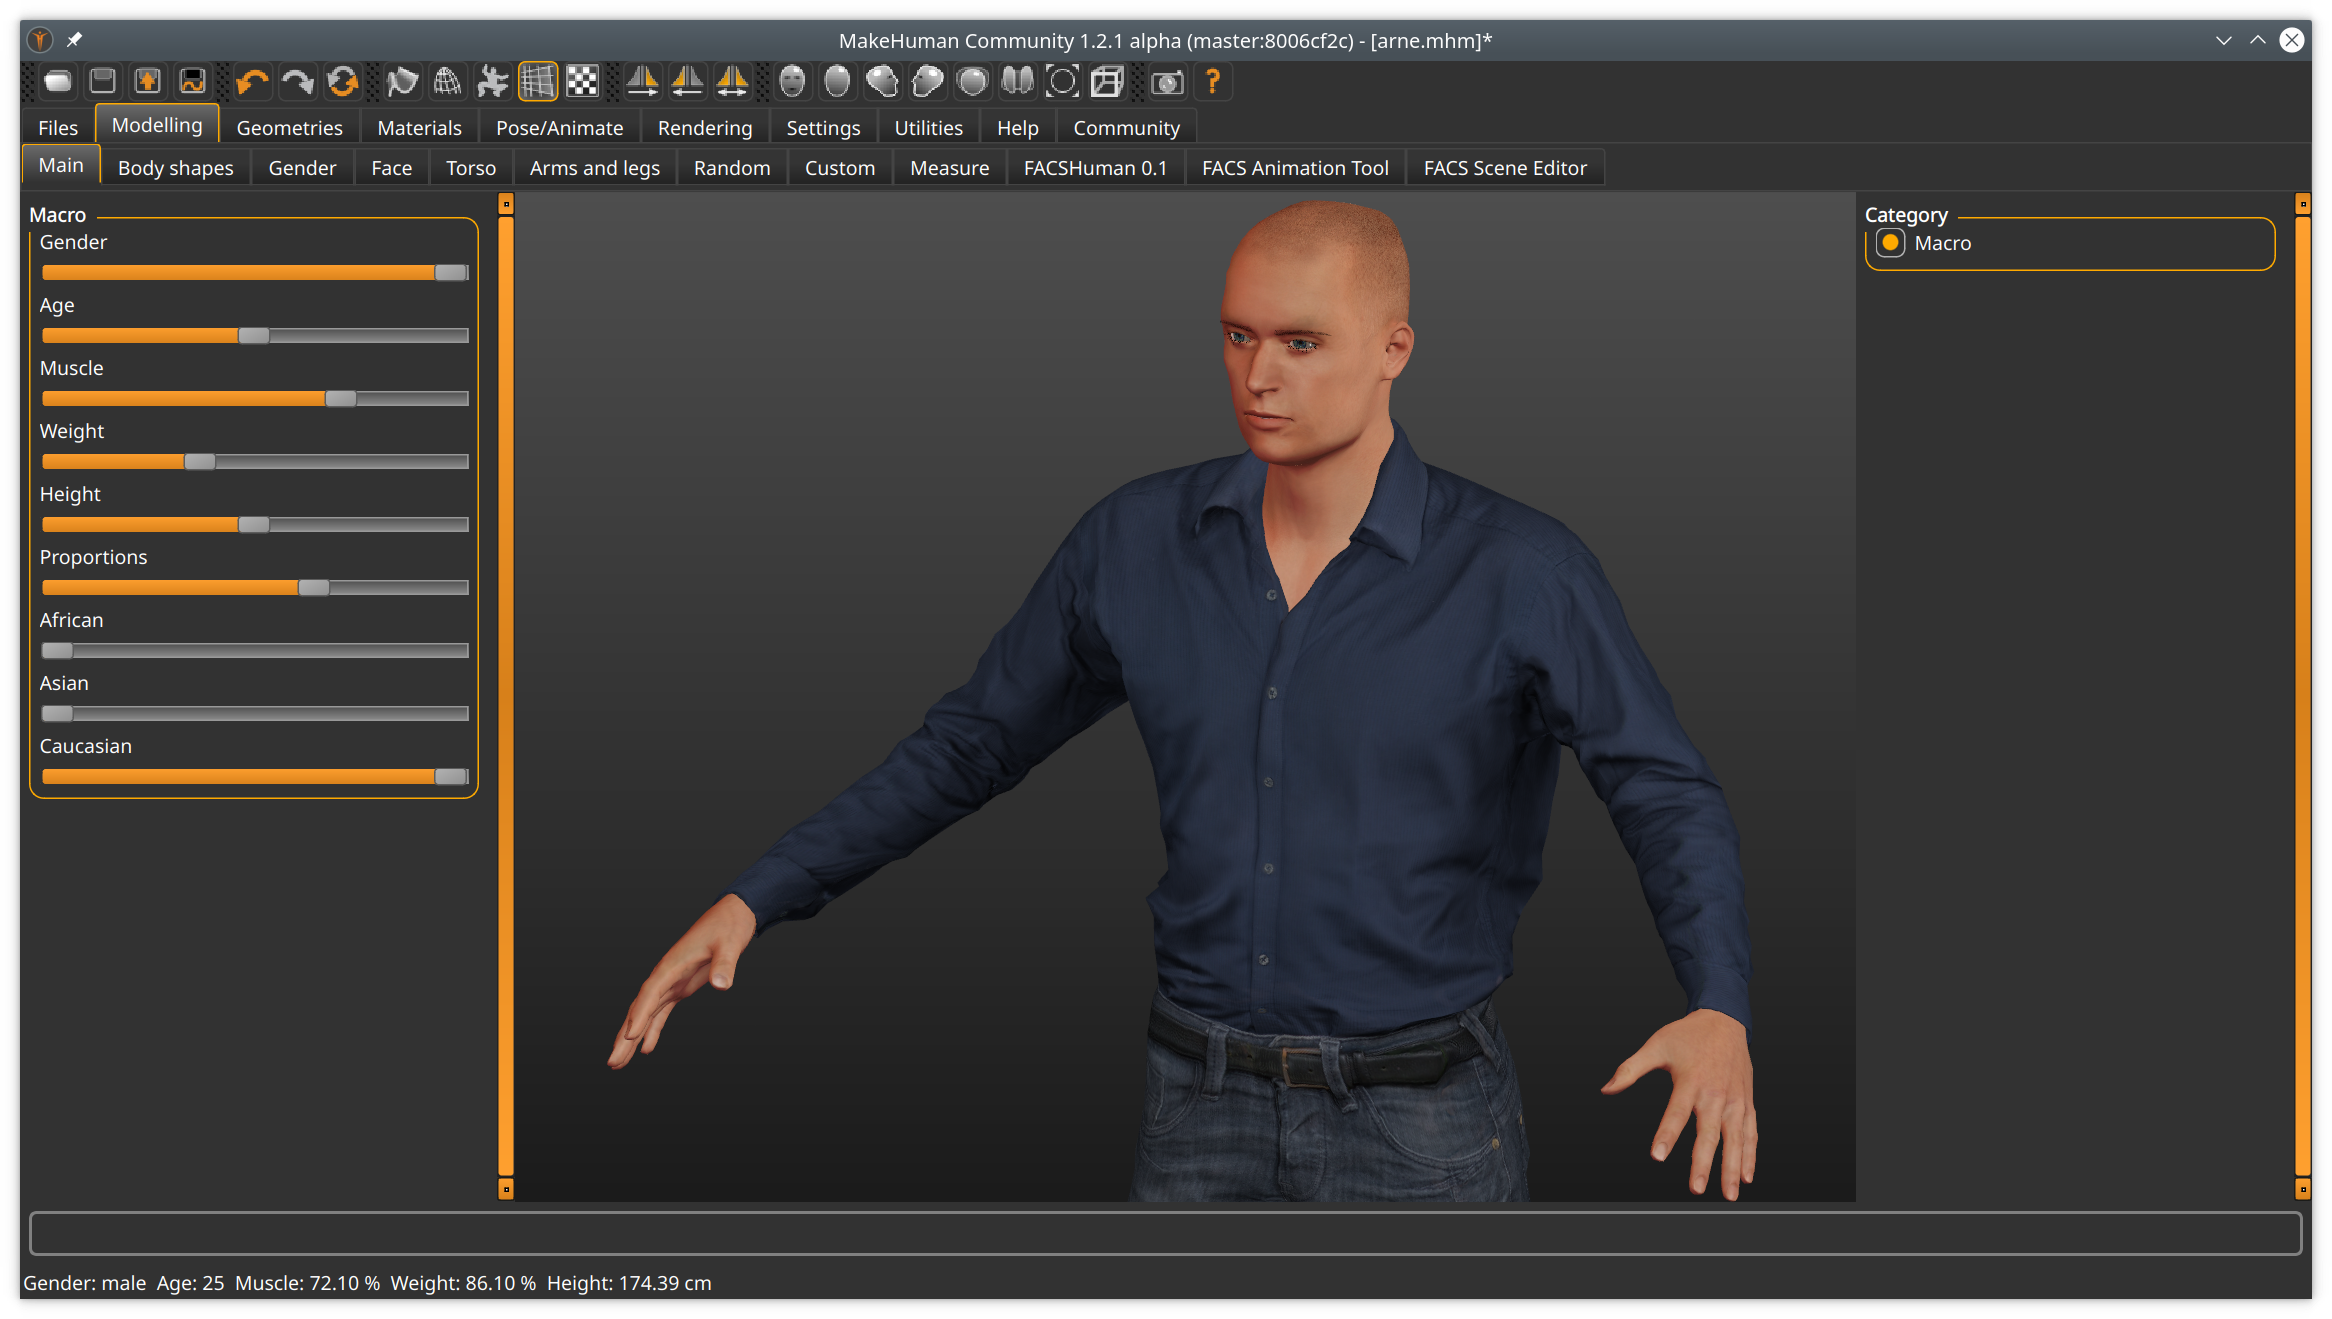 MakeHuman Community 1.2.1 alpha (master:8006cf2c) - [arne.mhm]*
?
Files Modelling Geometries Materials Pose/Animate Rendering Settings Utilities Help Community
Main Body shapes Gender Face Torso Arms and legs Random Custom Measure FACSHuman 0.1 FACS Animation Tool FACS Scene Editor
Macro
Gender
Age
Muscle
Weight
Height
Proportions
African
Asian
Caucasian
Category
Macro
Gender: male Age: 25 Muscle: 72.10 % Weight: 86.10 % Height: 174.39 cm